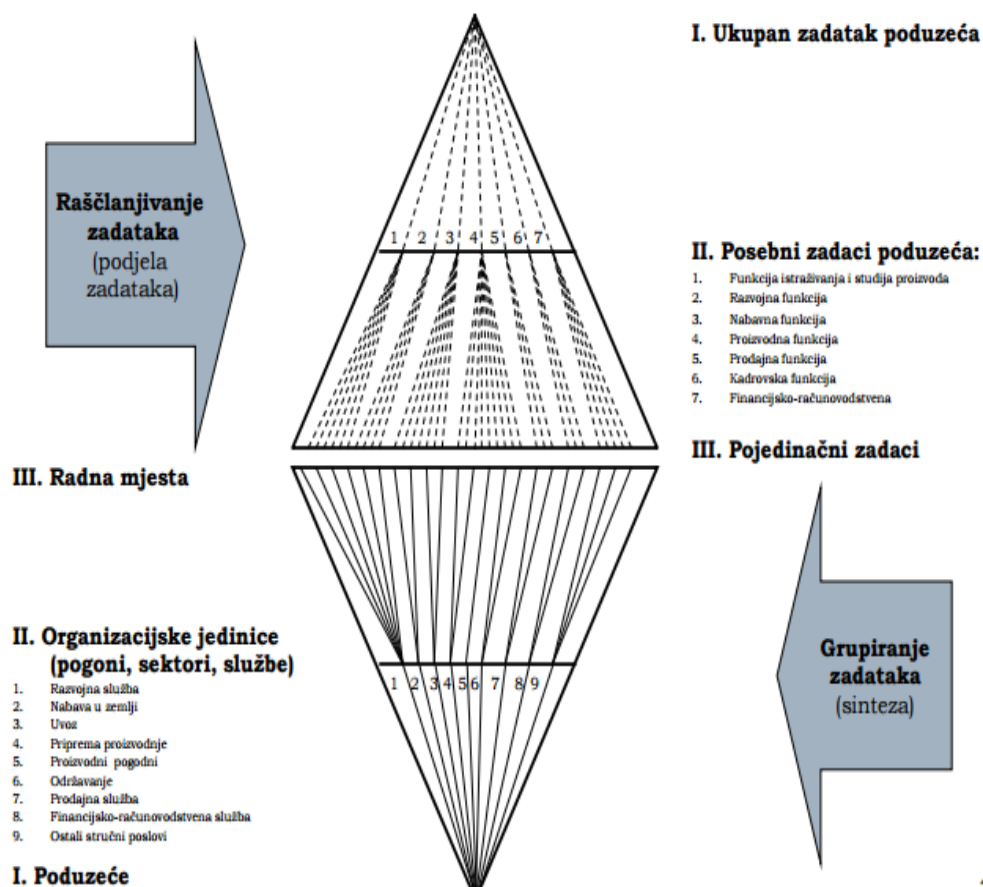 I. Ukupan zadatak poduzeća
Raščlanjivanje
zadataka
(podjela
zadataka)
1 2 3 4 5 6 7
II. Posebni zadaci poduzeća:
1. Funkcija istraživanja i studija proizvoda
2. Razvojna funkcija
3. Nabavna funkcija
4. Proizvodna funkcija
5. Prodajna funkcija
6. Kadrovska funkcija
7. Financijsko-računovodstvena
III. Pojedinačni zadaci
III. Radna mjesta
II. Organizacijske jedinice
(pogoni, sektori, službe)
1. Razvojna služba
2. Nabava u zemlji
3. Uvoz
4. Priprema proizvodnje
5. Proizvodni pogodni
6. Održavanje
7. Prodajna služba
8. Financijsko-računovodstvena služba
9. Ostali stručni poslovi
1 2 3 4 5 6 7 8 9
Grupiranje
zadataka
(sinteza)
I. Poduzeće